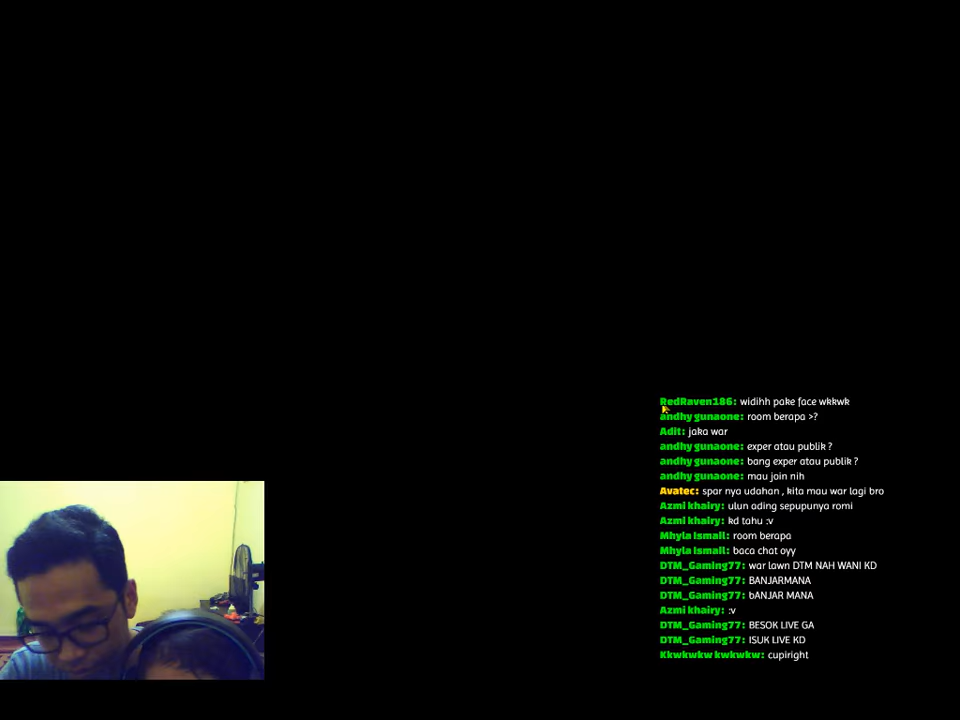 RedRaven186: widihh pake face wkkwk
andhy gunaone: room berapa >?
Adit: jaka war
andhy gunaone: exper atau publik ?
andhy gunaone: bang exper atau publik ?
andhy gunaone: mau join nih
Avatec: spar nya udahan , kita mau war lagi bro
Azmi khairy: ulun ading sepupunya romi
Azmi khairy: kd tahu :v
Mhyla Ismail: room berapa
Mhyla Ismail: baca chat oyy
DTM_Gaming77: war lawn DTM NAH WANI KD
DTM_Gaming77: BANJARMANA
DTM_Gaming77: bANJAR MANA
Azmi khairy: :v
DTM_Gaming77: BESOK LIVE GA
DTM_Gaming77: ISUK LIVE KD
Kkwkwkw kwkwkw: cupiright